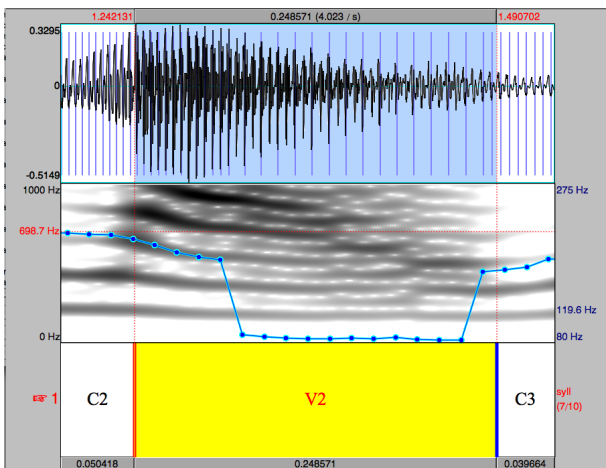 1.242131 0.248571 (4.023 / s) 1.490702
0.3295
0
-0.5149
1000 Hz 275 Hz
698.7 Hz
119.6 Hz
0 Hz 80 Hz
1 C2 V2 C3 syll
(7/10)
0.050418 0.248571 0.039664